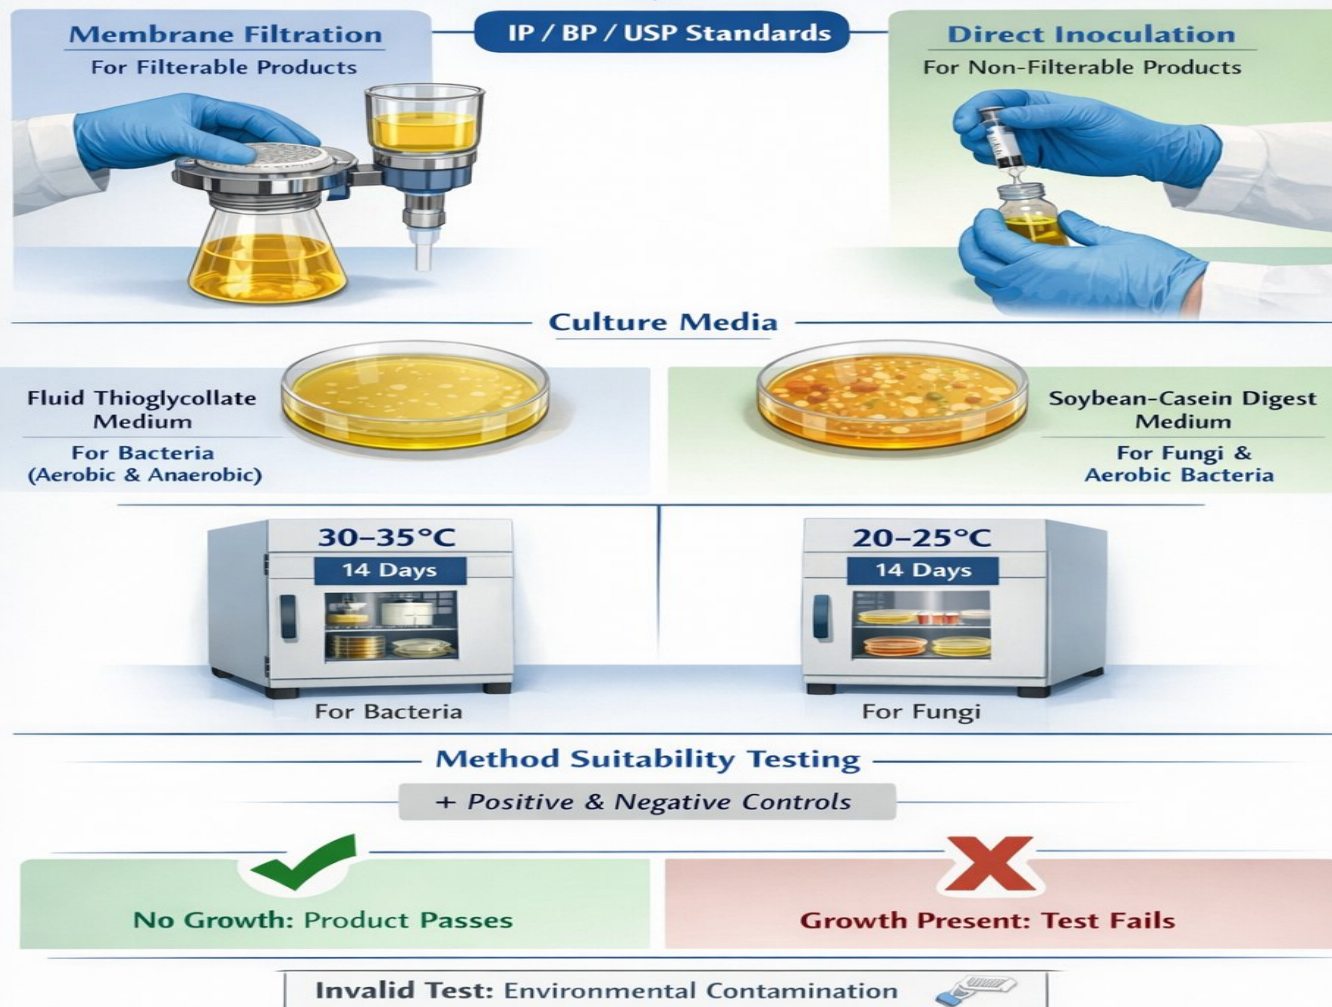 Membrane Filtration
For Filterable Products
IP / BP / USP Standards
Direct Inoculation
For Non-Filterable Products
Culture Media
Fluid Thioglycollate
Medium
For Bacteria
(Aerobic & Anaerobic)
Soybean-Casein Digest
Medium
For Fungi &
Aerobic Bacteria
30–35°C
14 Days
For Bacteria
20–25°C
14 Days
For Fungi
Method Suitability Testing
+ Positive & Negative Controls
No Growth: Product Passes
Growth Present: Test Fails
Invalid Test: Environmental Contamination